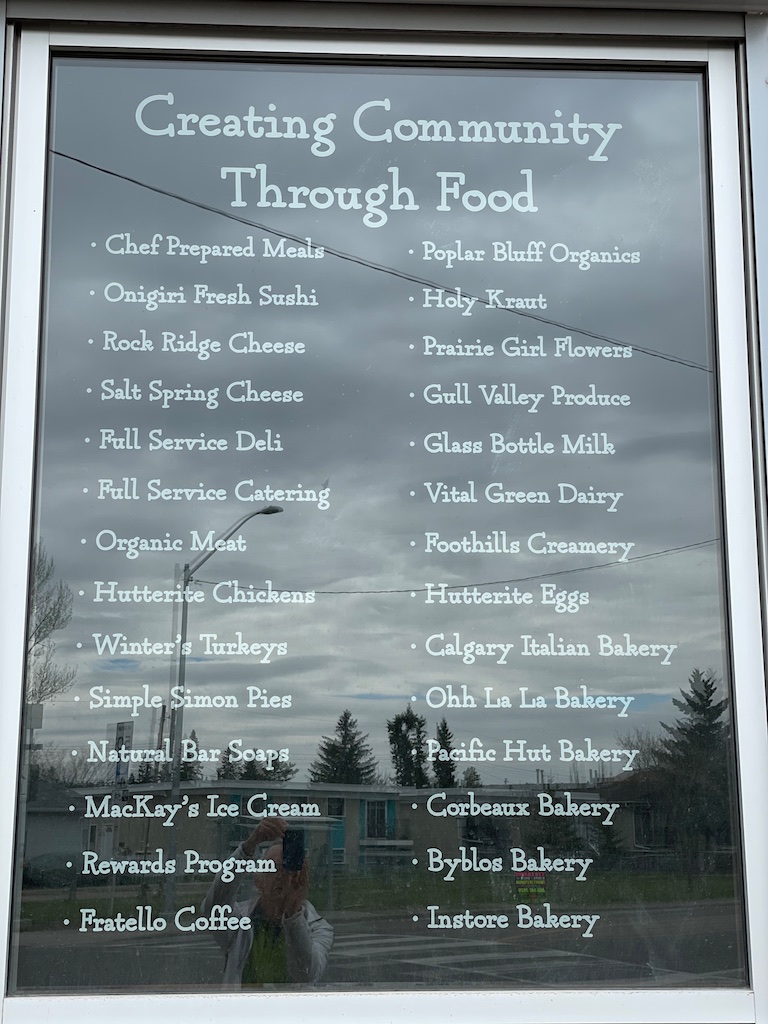 Creating Community
Through Food
· Chef Prepared Meals
· Onigiri Fresh Sushi
· Rock Ridge Cheese
· Salt Spring Cheese
· Full Service Deli
· Full Service Catering
· Organic Meat
· Hutterite Chickens
· Winter's Turkeys
· Simple Simon Pies
· Natural Bar Soaps
· MacKay's Ice Cream
· Rewards Program
· Fratello Coffee
· Poplar Bluff Organics
· Holy Kraut
· Prairie Girl Flowers
· Gull Valley Produce
· Glass Bottle Milk
· Vital Green Dairy
· Foothills Creamery
· Hutterite Eggs
· Calgary Italian Bakery
· Ohh La La Bakery
· Pacific Hut Bakery
· Corbeaux Bakery
· Byblos Bakery
· Instore Bakery